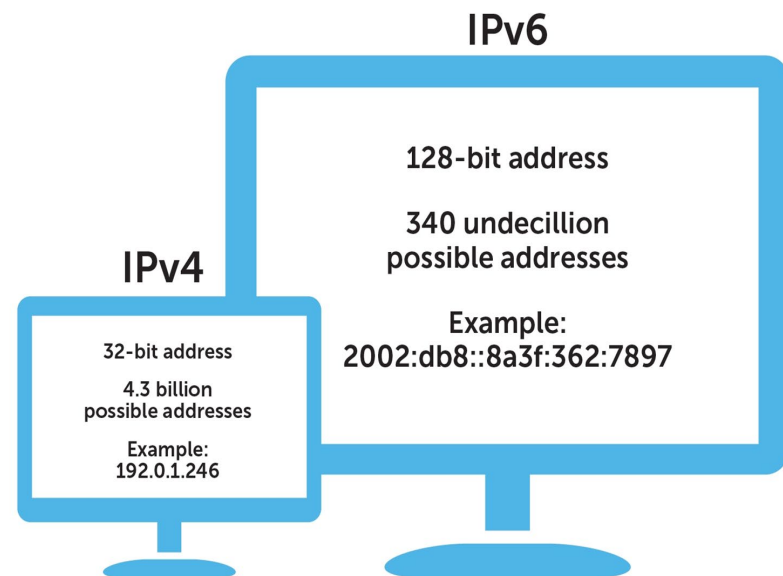 IPv6
128-bit address
340 undecillion
possible addresses
Example:
2002:db8::8a3f:362:7897
IPv4
32-bit address
4.3 billion
possible addresses
Example:
192.0.1.246